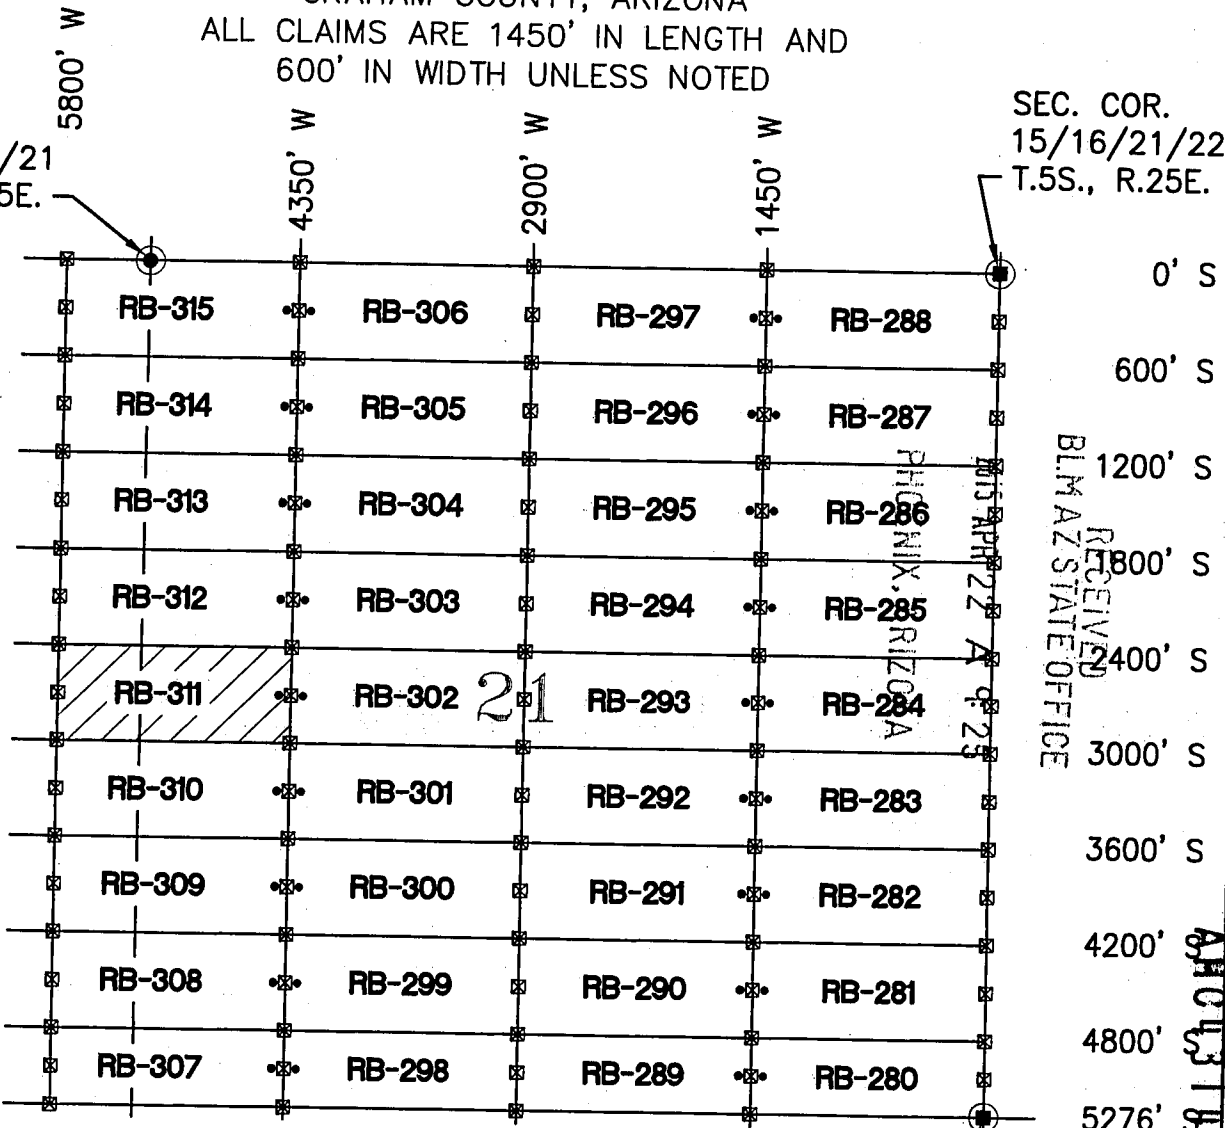 GRAHAM COUNTY, ARIZONA
ALL CLAIMS ARE 1450' IN LENGTH AND
600' IN WIDTH UNLESS NOTED
5800' W
4350' W
2900' W
1450' W
/21
5E.
SEC. COR.
15/16/21/22
T.5S., R.25E.
0' S
RB-315 RB-306 RB-297 RB-288
600' S
RB-314 RB-305 RB-296 RB-287
1200' S
RB-313 RB-304 RB-295 RB-286
1800' S
RB-312 RB-303 RB-294 RB-285
2400' S
RB-311 RB-302 21 RB-293 RB-284
3000' S
RB-310 RB-301 RB-292 RB-283
3600' S
RB-309 RB-300 RB-291 RB-282
4200' S
RB-308 RB-299 RB-290 RB-281
4800' S
RB-307 RB-298 RB-289 RB-280
5276' S
RECEIVED
BLM AZ STATE OFFICE
APR 22 A 9:25